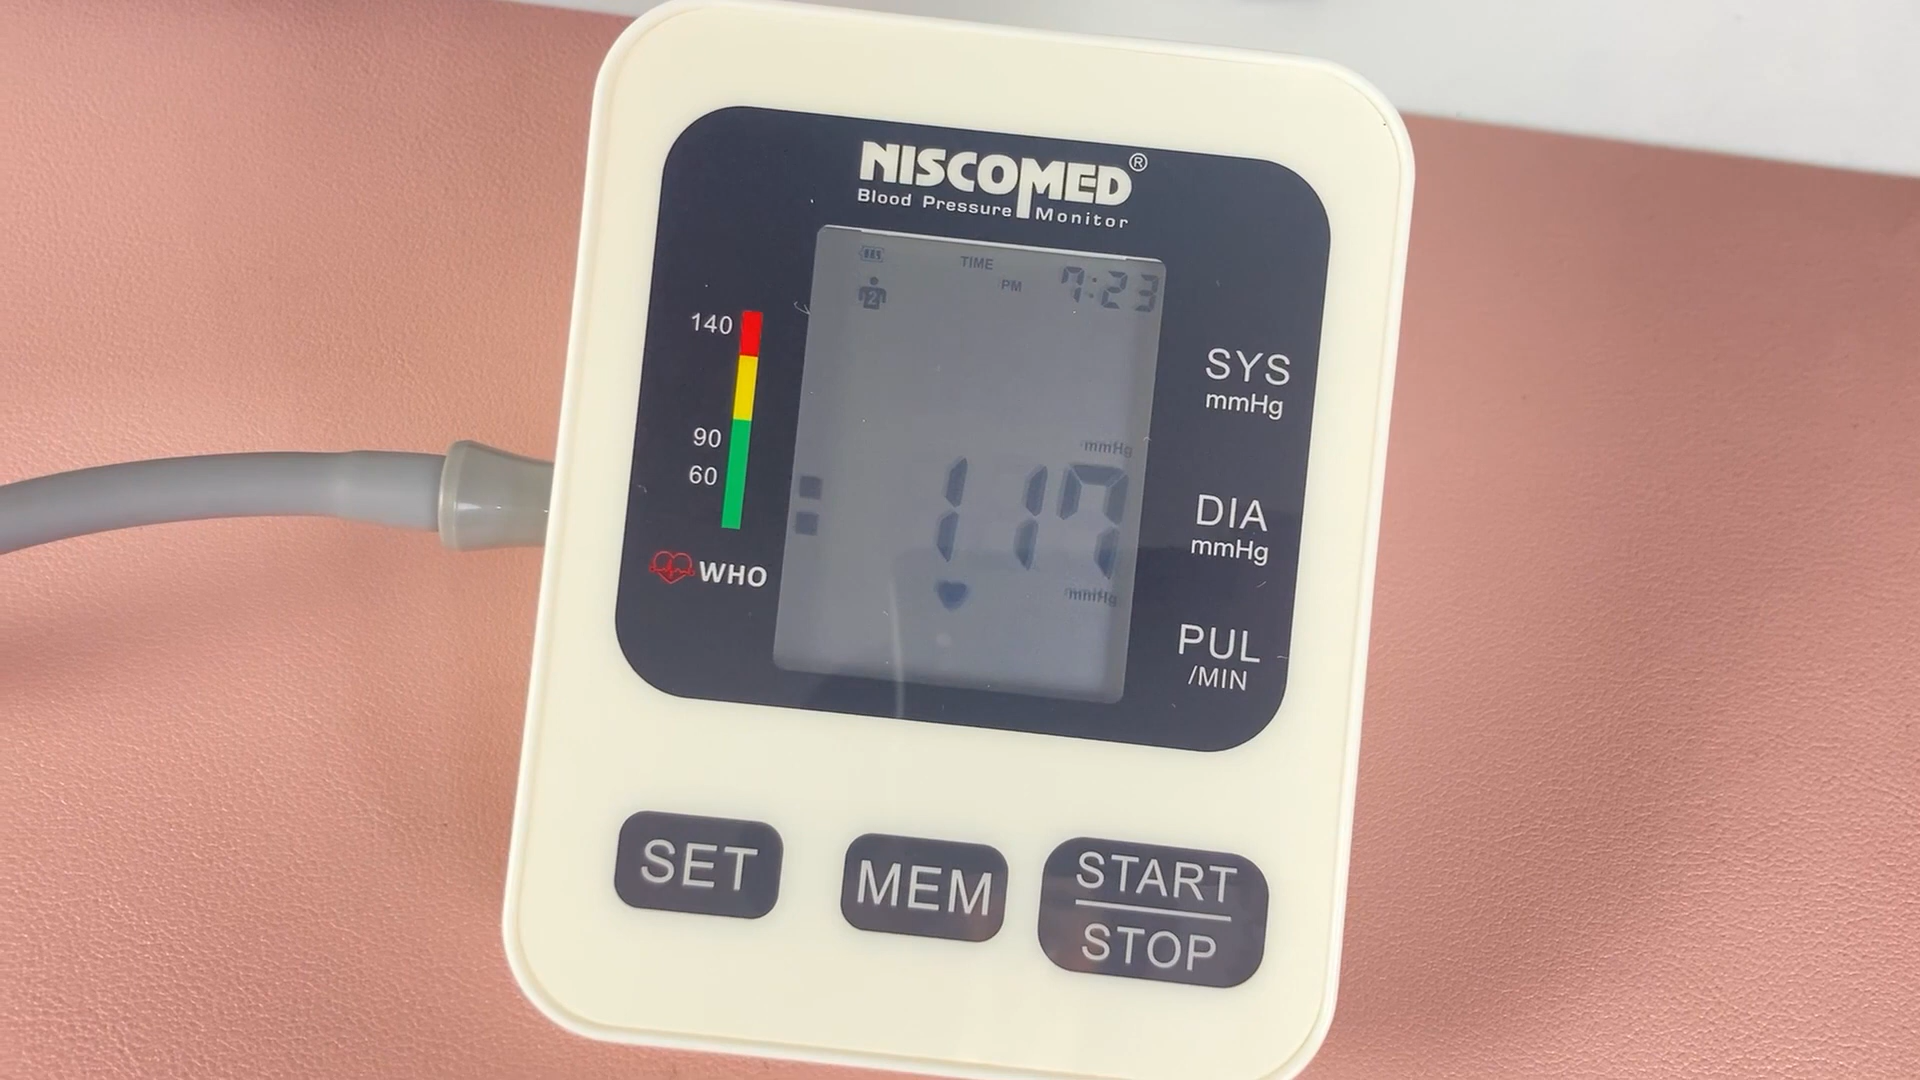 NISCOMED®
Blood Pressure Monitor
TIME
PM 7:23
2
140
90
60
WHO
mmHg
117
mmHg
SYS
mmHg
DIA
mmHg
PUL
/MIN
SET
MEM
START
STOP